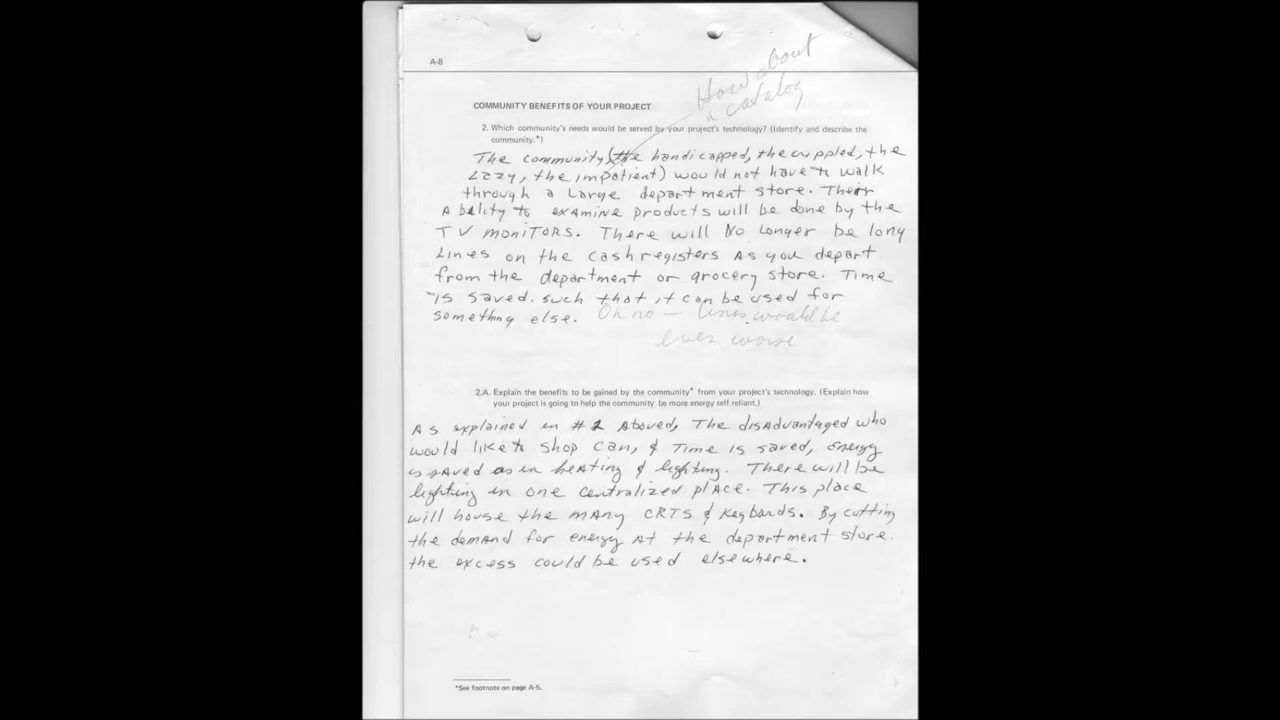 A-8
How about
a catalog
COMMUNITY BENEFITS OF YOUR PROJECT
2. Which community's needs would be served by your project's technology? (Identify and describe the
community.*)
The community (the handicapped, the crippled, the
Lazy, the impatient) would not have to walk
through a Large department store. Their
Ability to examine products will be done by the
TV monitors. There will No Longer be long
Lines on the cash registers As you depart
from the department or grocery store. Time
is saved. such that it can be used for
something else. Oh no — lines would be
even worse
2.A. Explain the benefits to be gained by the community* from your project's technology. (Explain how
your project is going to help the community be more energy self reliant.)
As explained in # 2 Aboved, The disAdvantaged who
would like to shop can, & Time is saved, energy
is sAved as in heAting & lighting. There will be
lighting in one centralized plAce. This place
will house the mAny CRTS & Keybards. By cutting
the demAnd for energy At the department store.
the excess could be used elsewhere.
*See footnote on page A-5.